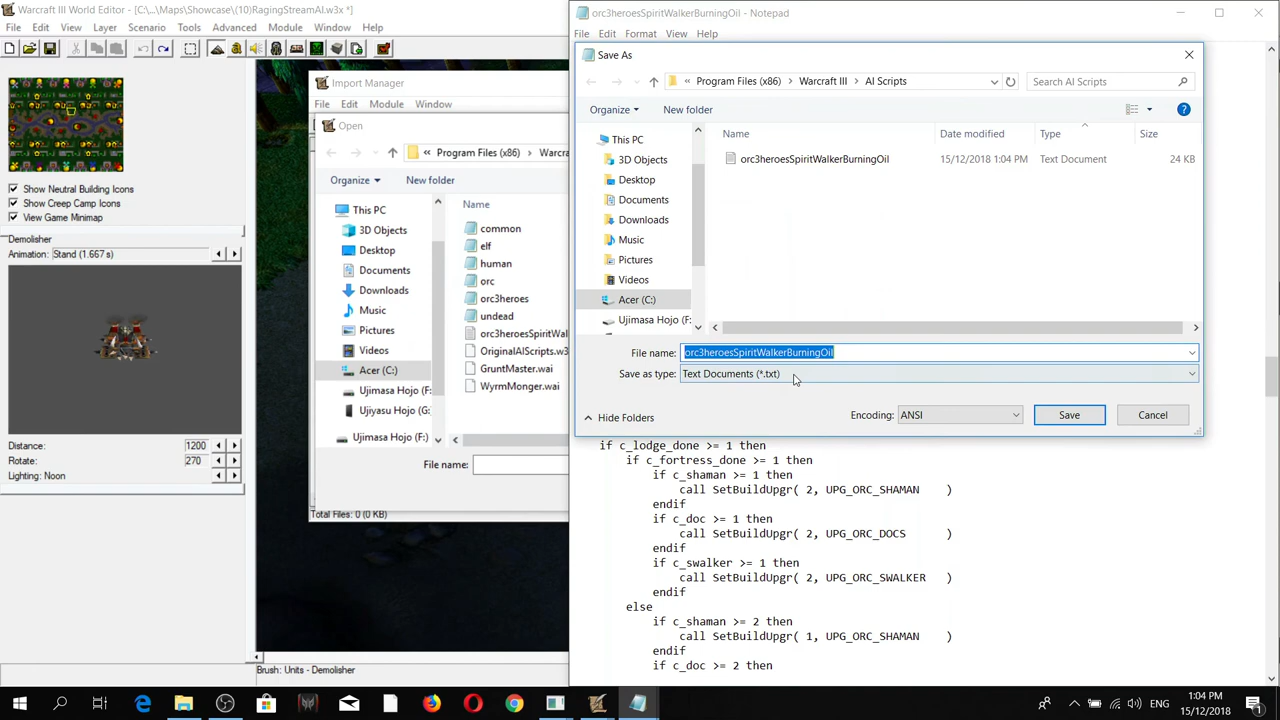 Warcraft III World Editor - [C:\...\Maps\Showcase\(10)RagingStreamAI.w3x *]
File Edit View Layer Scenario Tools Advanced Module Window Help
Show Neutral Building Icons
Show Creep Camp Icons
View Game Minimap
Demolisher
Animation: Stand (1.667 s)
Distance: 1200
Rotate: 270
Lighting: Noon
Brush: Units - Demolisher
Import Manager
File Edit Module Window
Open
Program Files (x86) Warcra
Organize New folder
This PC
3D Objects
Desktop
Documents
Downloads
Music
Pictures
Videos
Acer (C:)
Ujimasa Hojo (F:
Ujiyasu Hojo (G:
Ujimasa Hojo (F:)
Name
common
elf
human
orc
orc3heroes
undead
orc3heroesSpiritWal
OriginalAIScripts.w3
GruntMaster.wai
WyrmMonger.wai
File name:
Total Files: 0 (0 KB)
orc3heroesSpiritWalkerBurningOil - Notepad
File Edit Format View Help
Save As
Program Files (x86) Warcraft III AI Scripts
Search AI Scripts
Organize New folder
This PC
3D Objects
Desktop
Documents
Downloads
Music
Pictures
Videos
Acer (C:)
Ujimasa Hojo (F:
Name Date modified Type Size
orc3heroesSpiritWalkerBurningOil 15/12/2018 1:04 PM Text Document 24 KB
File name: orc3heroesSpiritWalkerBurningOil
Save as type: Text Documents (*.txt)
Hide Folders
Encoding: ANSI Save Cancel
if c_lodge_done >= 1 then
if c_fortress_done >= 1 then
if c_shaman >= 1 then
call SetBuildUpgr( 2, UPG_ORC_SHAMAN )
endif
if c_doc >= 1 then
call SetBuildUpgr( 2, UPG_ORC_DOCS )
endif
if c_swalker >= 1 then
call SetBuildUpgr( 2, UPG_ORC_SWALKER )
endif
else
if c_shaman >= 2 then
call SetBuildUpgr( 1, UPG_ORC_SHAMAN )
endif
if c_doc >= 2 then
ENG
1:04 PM
15/12/2018
1